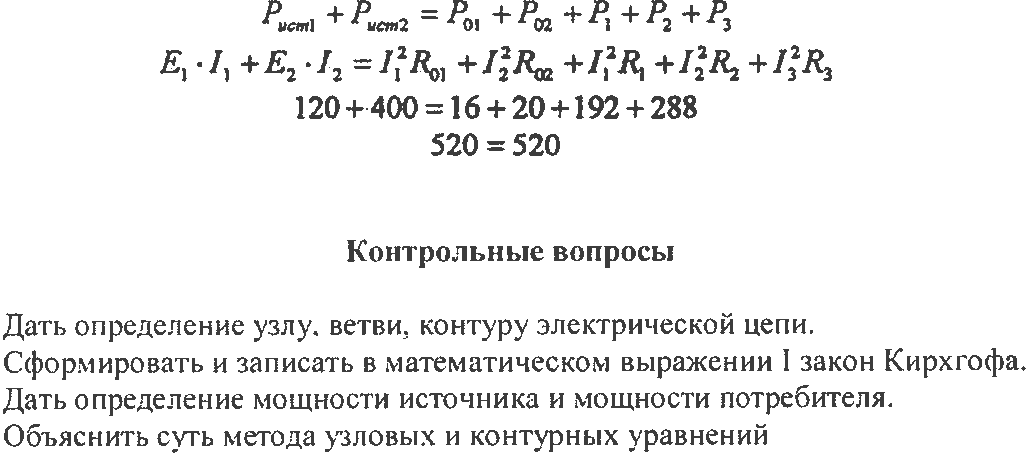 P_ист1 + P_ист2 = P_01 + P_02 + P_1 + P_2 + P_3
E_1 · I_1 + E_2 · I_2 = I_1^2 R_01 + I_2^2 R_02 + I_1^2 R_1 + I_2^2 R_2 + I_3^2 R_3
120 + 400 = 16 + 20 + 192 + 288
520 = 520
Контрольные вопросы
Дать определение узлу, ветви, контуру электрической цепи.
Сформировать и записать в математическом выражении I закон Кирхгофа.
Дать определение мощности источника и мощности потребителя.
Объяснить суть метода узловых и контурных уравнений